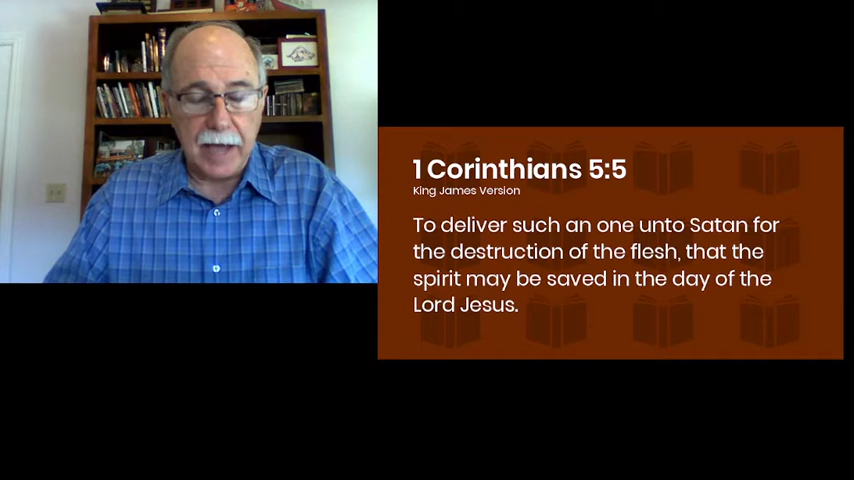 1 Corinthians 5:5
King James Version
To deliver such an one unto Satan for
the destruction of the flesh, that the
spirit may be saved in the day of the
Lord Jesus.